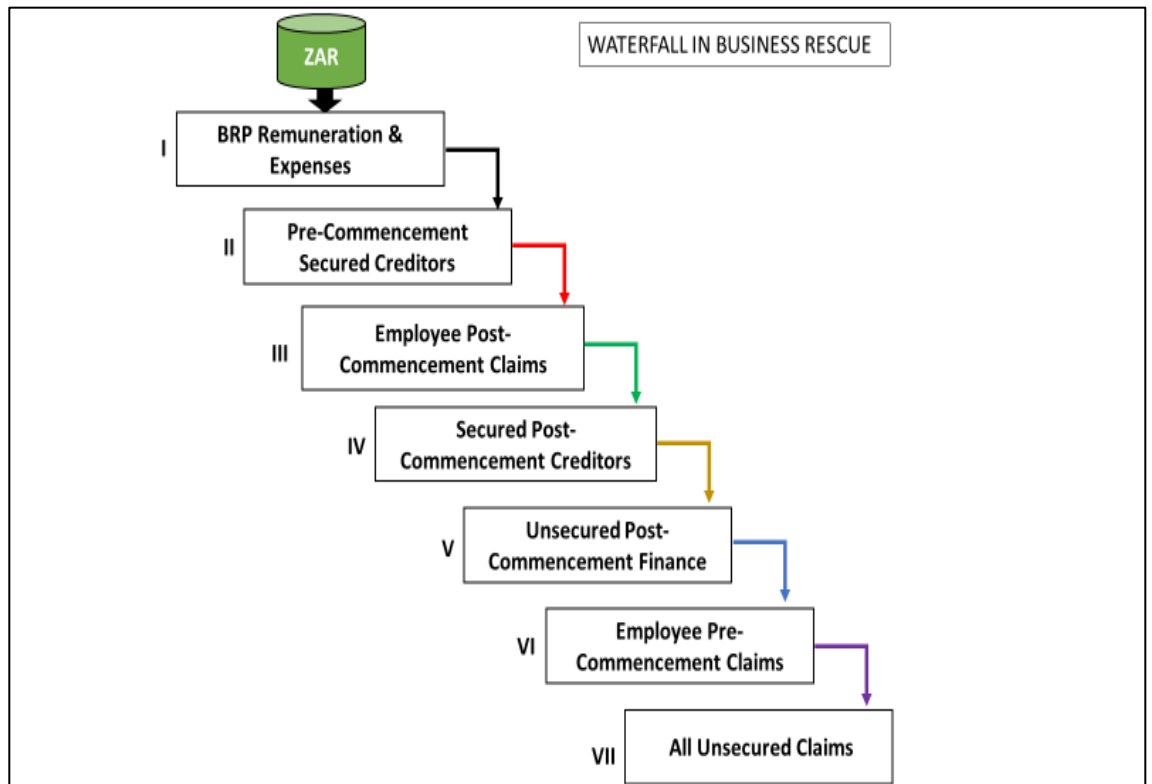 ZAR
WATERFALL IN BUSINESS RESCUE
I
BRP Remuneration &
Expenses
II
Pre-Commencement
Secured Creditors
III
Employee Post-
Commencement Claims
IV
Secured Post-
Commencement Creditors
V
Unsecured Post-
Commencement Finance
VI
Employee Pre-
Commencement Claims
VII
All Unsecured Claims